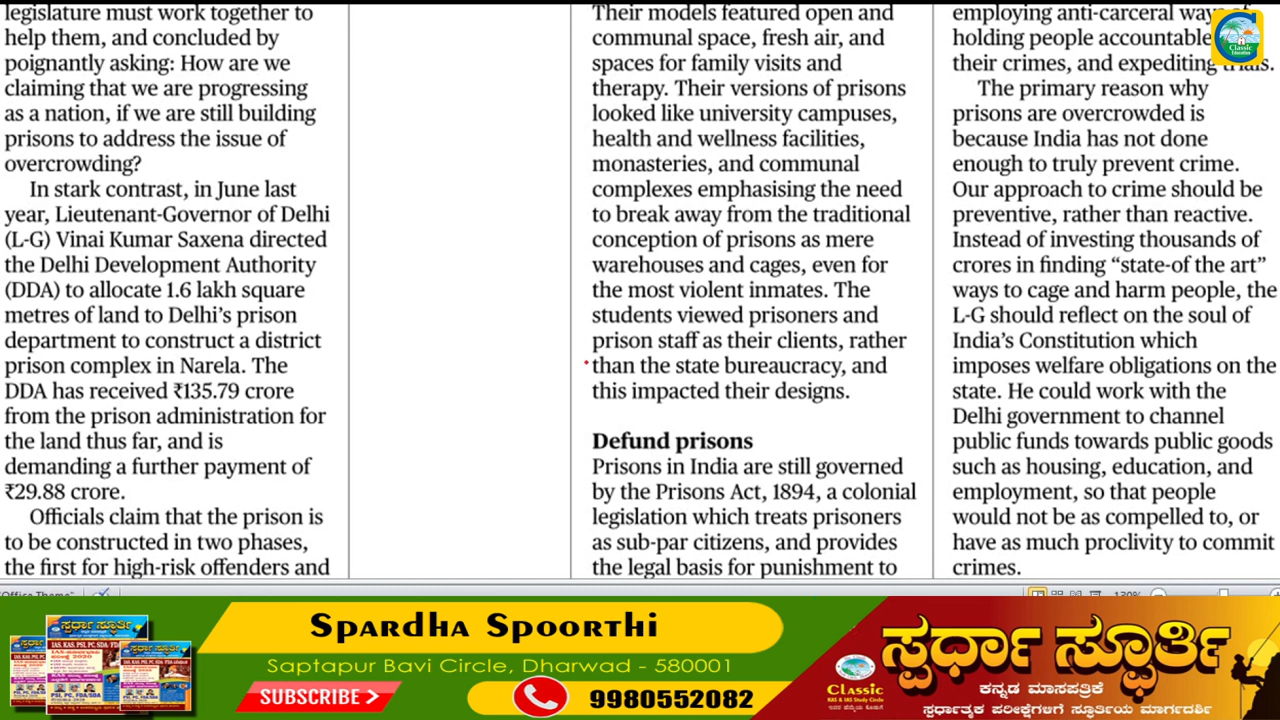 legislature must work together to
help them, and concluded by
poignantly asking: How are we
claiming that we are progressing
as a nation, if we are still building
prisons to address the issue of
overcrowding?
In stark contrast, in June last
year, Lieutenant-Governor of Delhi
(L-G) Vinai Kumar Saxena directed
the Delhi Development Authority
(DDA) to allocate 1.6 lakh square
metres of land to Delhi’s prison
department to construct a district
prison complex in Narela. The
DDA has received ₹135.79 crore
from the prison administration for
the land thus far, and is
demanding a further payment of
₹29.88 crore.
Officials claim that the prison is
to be constructed in two phases,
the first for high-risk offenders and
Their models featured open and
communal space, fresh air, and
spaces for family visits and
therapy. Their versions of prisons
looked like university campuses,
health and wellness facilities,
monasteries, and communal
complexes emphasising the need
to break away from the traditional
conception of prisons as mere
warehouses and cages, even for
the most violent inmates. The
students viewed prisoners and
prison staff as their clients, rather
than the state bureaucracy, and
this impacted their designs.
Defund prisons
Prisons in India are still governed
by the Prisons Act, 1894, a colonial
legislation which treats prisoners
as sub-par citizens, and provides
the legal basis for punishment to
employing anti-carceral ways of
holding people accountable
their crimes, and expediting trials.
The primary reason why
prisons are overcrowded is
because India has not done
enough to truly prevent crime.
Our approach to crime should be
preventive, rather than reactive.
Instead of investing thousands of
crores in finding “state-of the art”
ways to cage and harm people, the
L-G should reflect on the soul of
India’s Constitution which
imposes welfare obligations on the
state. He could work with the
Delhi government to channel
public funds towards public goods
such as housing, education, and
employment, so that people
would not be as compelled to, or
have as much proclivity to commit
crimes.
Classic
Education
"Office Theme"
130%
ಸ್ಪರ್ಧಾ ಸ್ಫೂರ್ತಿ
Spardha Spoorthi
Saptapur Bavi Circle Dharwad - 580001
SUBSCRIBE
9980552082
Classic
KAS & IAS Study Circle
ಸ್ಪರ್ಧಾ ಸ್ಫೂರ್ತಿ
ಕನ್ನಡ ಮಾಸಪತ್ರಿಕೆ
ಸ್ಪರ್ಧಾತ್ಮಕ ಪರೀಕ್ಷೆಗಳಿಗೆ ಸ್ಫೂರ್ತಿಯ ಮಾರ್ಗದರ್ಶಿ